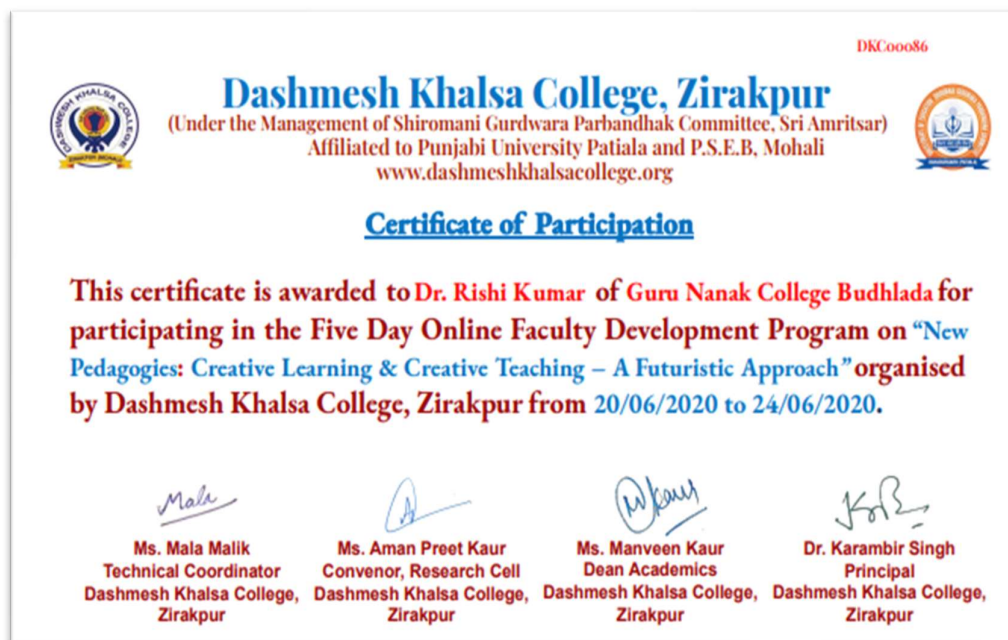 DKC00086
Dashmesh Khalsa College, Zirakpur
(Under the Management of Shiromani Gurdwara Parbandhak Committee, Sri Amritsar)
Affiliated to Punjabi University Patiala and P.S.E.B, Mohali
www.dashmeshkhalsacollege.org
DASHMESH KHALSA COLLEGE
ZIRAKPUR MOHALI
Certificate of Participation
This certificate is awarded to Dr. Rishi Kumar of Guru Nanak College Budhlada for
participating in the Five Day Online Faculty Development Program on “New
Pedagogies: Creative Learning & Creative Teaching – A Futuristic Approach” organised
by Dashmesh Khalsa College, Zirakpur from 20/06/2020 to 24/06/2020.
Mala
Ms. Mala Malik
Technical Coordinator
Dashmesh Khalsa College,
Zirakpur
Ms. Aman Preet Kaur
Convenor, Research Cell
Dashmesh Khalsa College,
Zirakpur
Ms. Manveen Kaur
Dean Academics
Dashmesh Khalsa College,
Zirakpur
Dr. Karambir Singh
Principal
Dashmesh Khalsa College,
Zirakpur